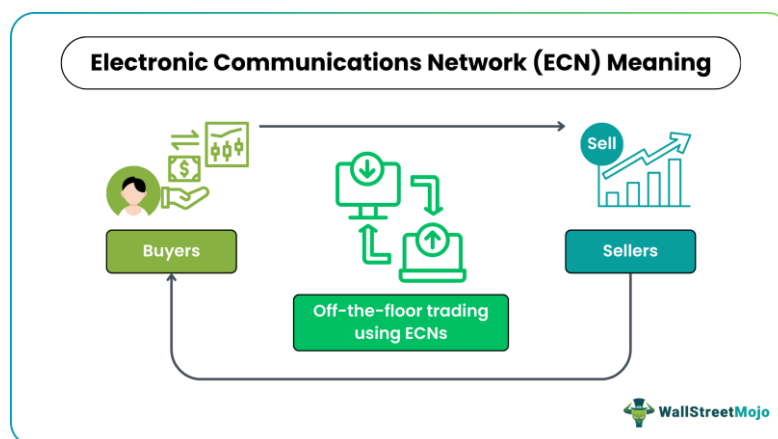 Electronic Communications Network (ECN) Meaning
$
Sell
Buyers
Sellers
Off-the-floor trading
using ECNs
WallStreetMojo